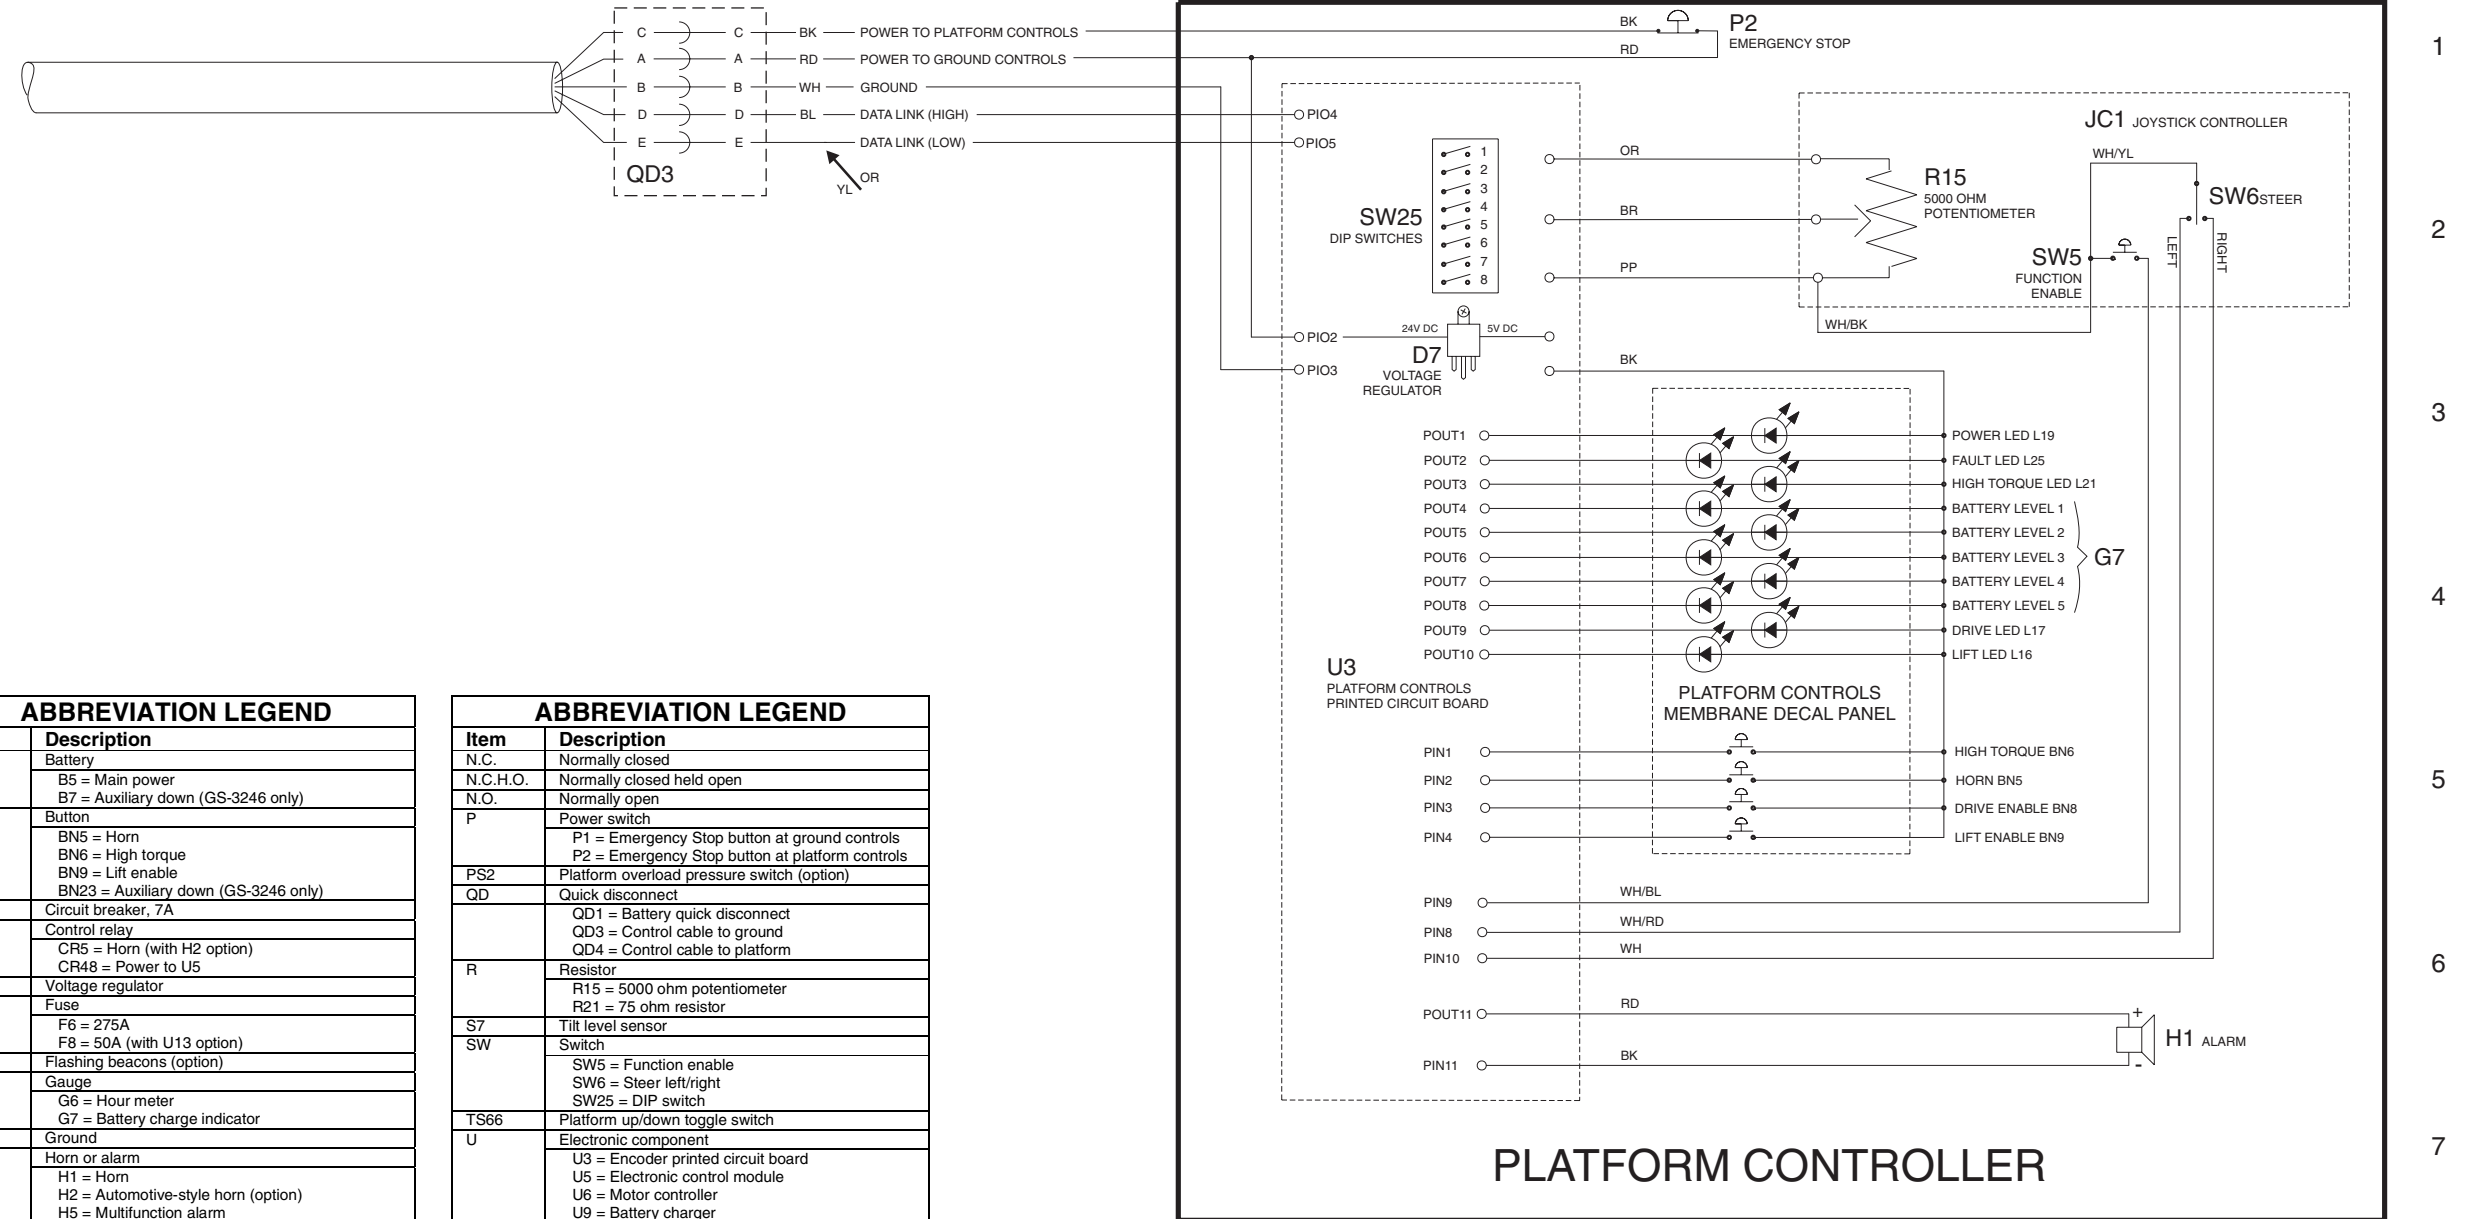 C C BK POWER TO PLATFORM CONTROLS
A A RD POWER TO GROUND CONTROLS
B B WH GROUND
D D BL DATA LINK (HIGH)
E E DATA LINK (LOW)
QD3
YL OR
BK
P2
EMERGENCY STOP
RD
1
2
3
4
5
6
7
PIO4
PIO5
SW25
DIP SWITCHES
1
2
3
4
5
6
7
8
OR
BR
PP
JC1 JOYSTICK CONTROLLER
R15
5000 OHM
POTENTIOMETER
WH/YL
SW6 STEER
LEFT
RIGHT
SW5
FUNCTION
ENABLE
WH/BK
PIO2
24V DC
5V DC
D7
VOLTAGE
REGULATOR
PIO3
BK
POUT1 POWER LED L19
POUT2 FAULT LED L25
POUT3 HIGH TORQUE LED L21
POUT4 BATTERY LEVEL 1
POUT5 BATTERY LEVEL 2
POUT6 BATTERY LEVEL 3
POUT7 BATTERY LEVEL 4
POUT8 BATTERY LEVEL 5
G7
POUT9 DRIVE LED L17
POUT10 LIFT LED L16
U3
PLATFORM CONTROLS
PRINTED CIRCUIT BOARD
PLATFORM CONTROLS
MEMBRANE DECAL PANEL
PIN1 HIGH TORQUE BN6
PIN2 HORN BN5
PIN3 DRIVE ENABLE BN8
PIN4 LIFT ENABLE BN9
PIN9 WH/BL
PIN8 WH/RD
PIN10 WH
POUT11 RD
+
H1 ALARM
PIN11 BK
-
PLATFORM CONTROLLER
ABBREVIATION LEGEND
Description
Battery
B5 = Main power
B7 = Auxiliary down (GS-3246 only)
Button
BN5 = Horn
BN6 = High torque
BN9 = Lift enable
BN23 = Auxiliary down (GS-3246 only)
Circuit breaker, 7A
Control relay
CR5 = Horn (with H2 option)
CR48 = Power to U5
Voltage regulator
Fuse
F6 = 275A
F8 = 50A (with U13 option)
Flashing beacons (option)
Gauge
G6 = Hour meter
G7 = Battery charge indicator
Ground
Horn or alarm
H1 = Horn
H2 = Automotive-style horn (option)
H5 = Multifunction alarm
ABBREVIATION LEGEND
Item Description
N.C. Normally closed
N.C.H.O. Normally closed held open
N.O. Normally open
P Power switch
P1 = Emergency Stop button at ground controls
P2 = Emergency Stop button at platform controls
PS2 Platform overload pressure switch (option)
QD Quick disconnect
QD1 = Battery quick disconnect
QD3 = Control cable to ground
QD4 = Control cable to platform
R Resistor
R15 = 5000 ohm potentiometer
R21 = 75 ohm resistor
S7 Tilt level sensor
SW Switch
SW5 = Function enable
SW6 = Steer left/right
SW25 = DIP switch
TS66 Platform up/down toggle switch
U Electronic component
U3 = Encoder printed circuit board
U5 = Electronic control module
U6 = Motor controller
U9 = Battery charger